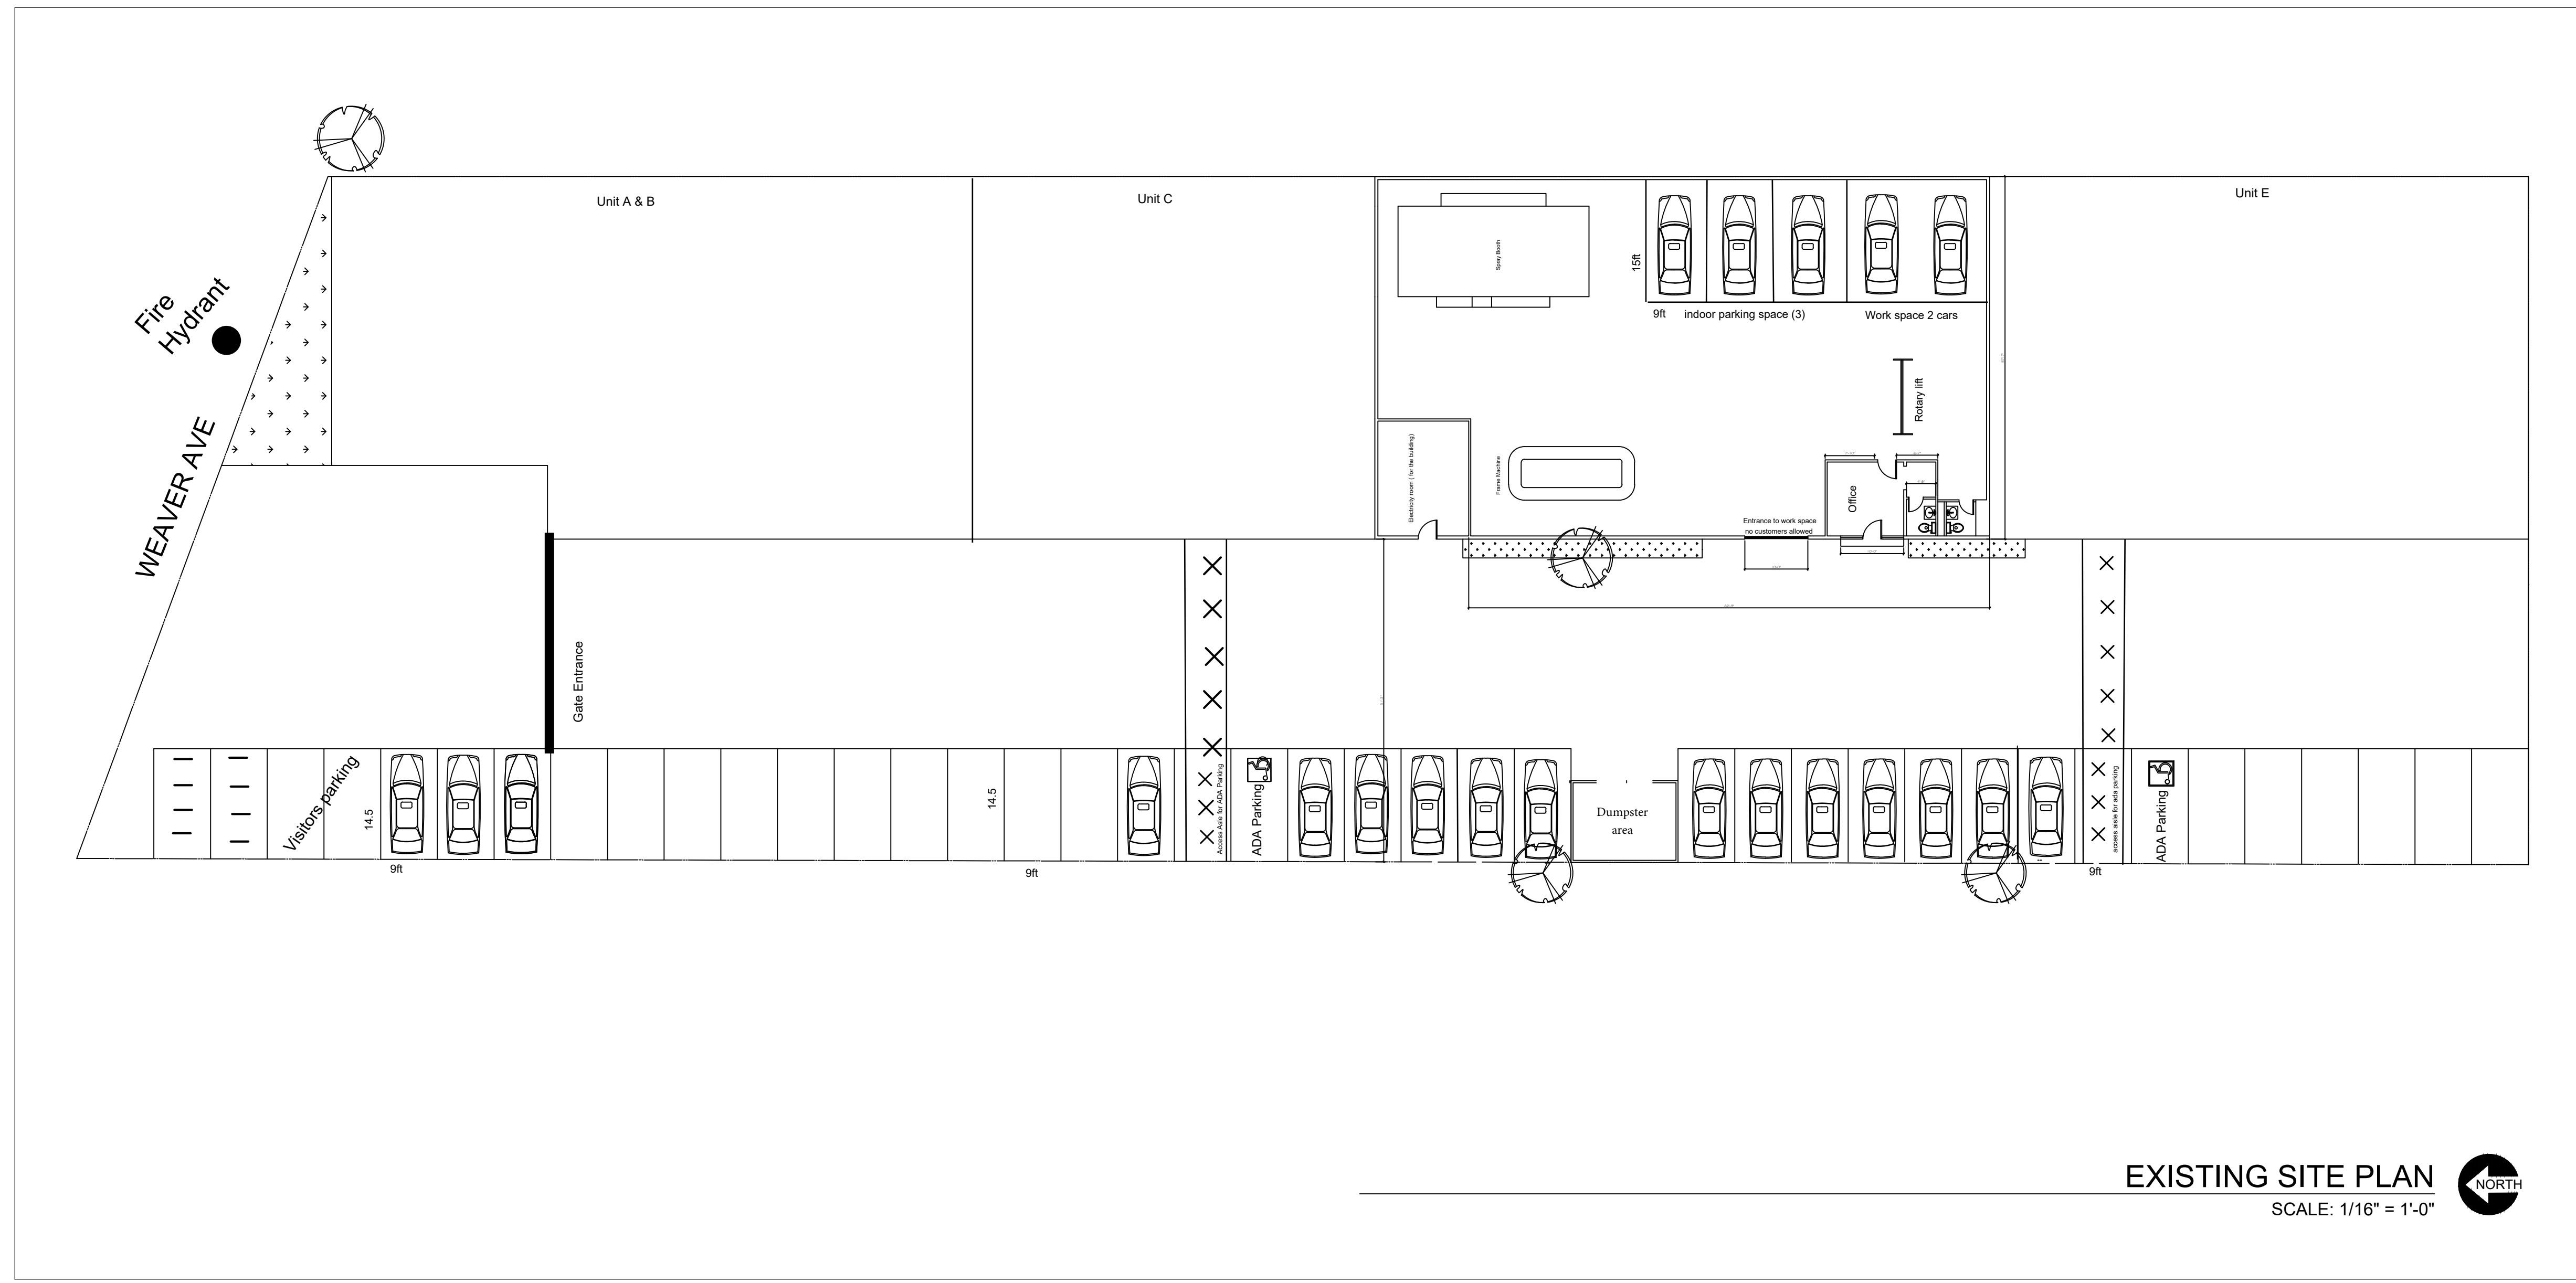 Unit A & B
Unit C
Unit E
Spray Booth
15ft
9ft
indoor parking space (3)
Work space 2 cars
Fire
Hydrant
WEAVER AVE
Rotary lift
Electricity room ( for the building)
Frame Machine
Office
Entrance to work space
no customers allowed
Gate Entrance
Visitors parking
14.5
14.5
Access Aisle for ADA Parking
ADA Parking
Dumpster
area
access aisle for ada parking
ADA Parking
9ft
9ft
9ft
EXISTING SITE PLAN
SCALE: 1/16" = 1'-0"
NORTH